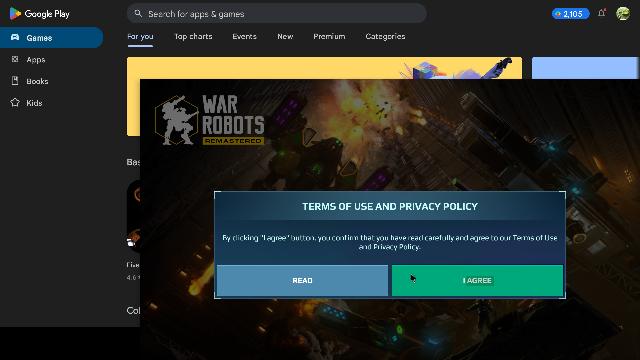 Google Play
Search for apps & games
2,105
Games
Apps
Books
Kids
For you
Top charts
Events
New
Premium
Categories
WAR
ROBOTS
REMASTERED
Bas
TERMS OF USE AND PRIVACY POLICY
By clicking "I agree" button, you confirm that you have read carefully and agree to our Terms of Use
and Privacy Policy.
READ
I AGREE
Five
4.6
Col